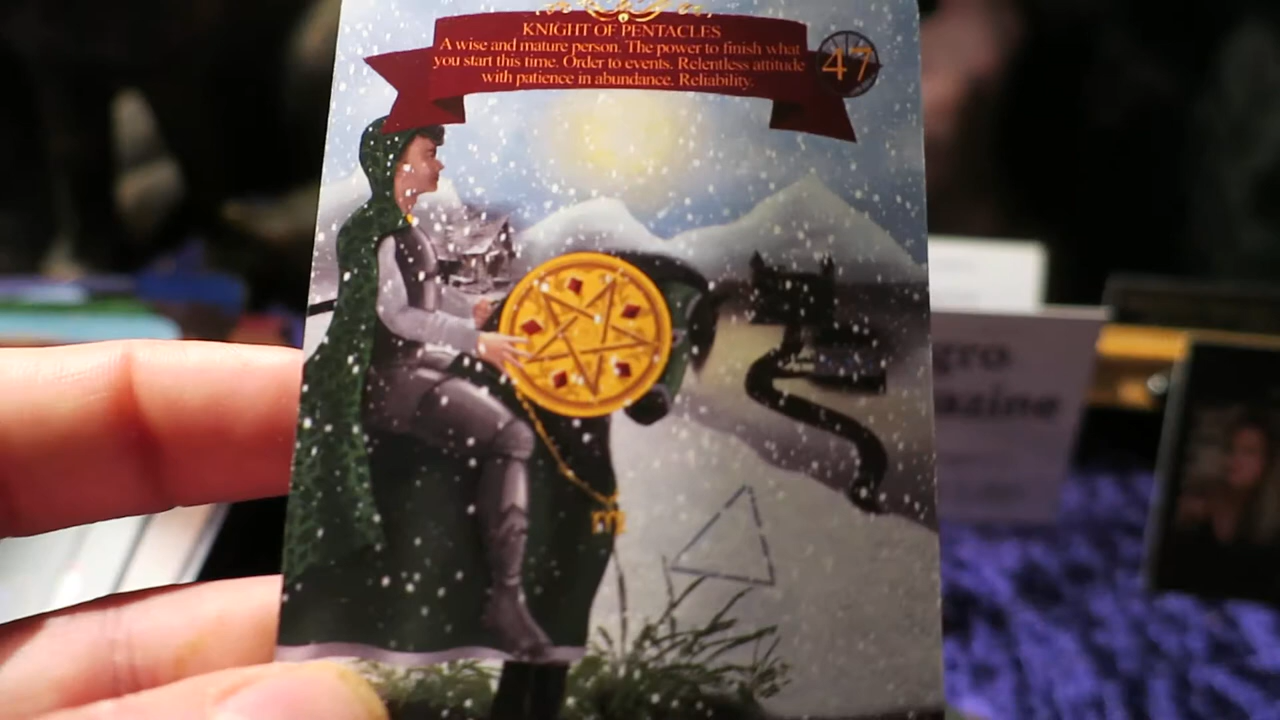 KNIGHT OF PENTACLES
A wise and mature person. The power to finish what
you start this time. Order to events. Relentless attitude
with patience in abundance. Reliability.
47
gro
azine